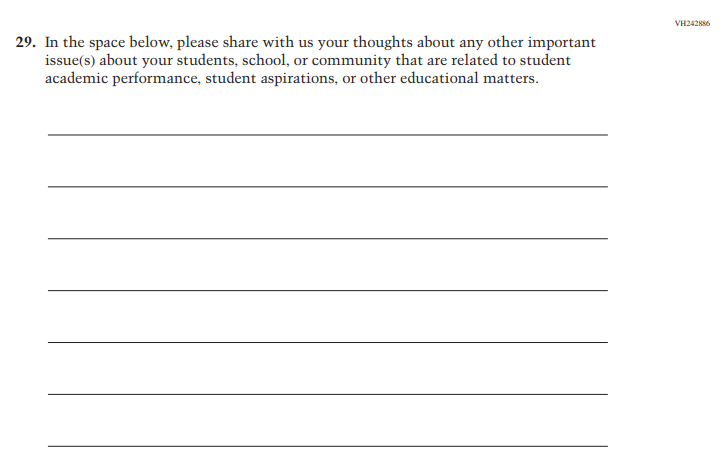 VH242886
29. In the space below, please share with us your thoughts about any other important
issue(s) about your students, school, or community that are related to student
academic performance, student aspirations, or other educational matters.